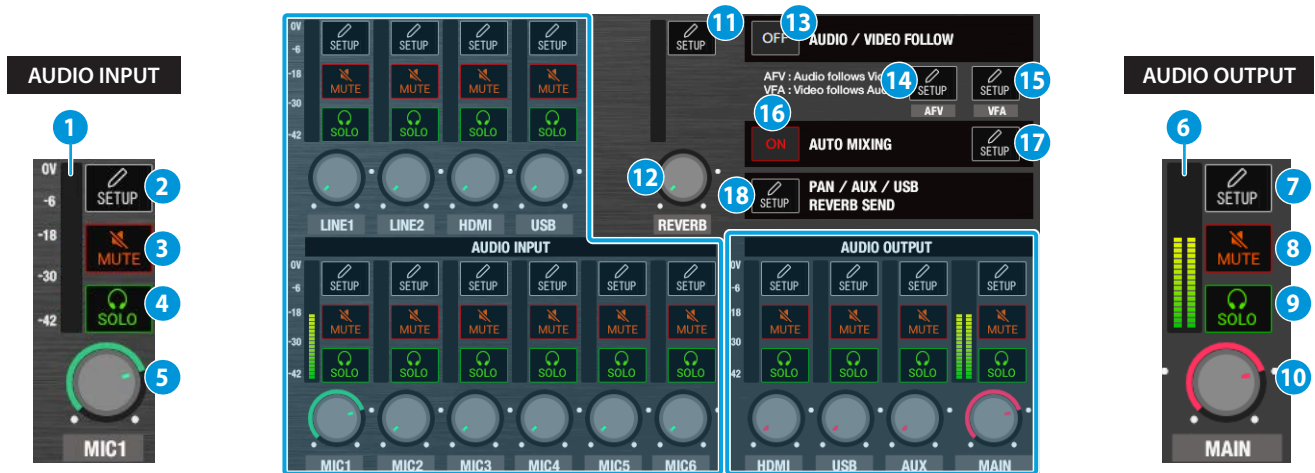 AUDIO INPUT
1
0V
-6
-18
-30
-42
SETUP
2
MUTE
3
SOLO
4
5
MIC1
0V
-6
-18
-30
-42
SETUP SETUP SETUP SETUP
MUTE MUTE MUTE MUTE
SOLO SOLO SOLO SOLO
LINE1 LINE2 HDMI USB
SETUP
11
12
REVERB
OFF
13
AUDIO / VIDEO FOLLOW
AFV : Audio follows
VFA : Video follows
14
SETUP
AFV
SETUP
15
VFA
16
ON
AUTO MIXING
SETUP
17
18
SETUP
PAN / AUX / USB
REVERB SEND
AUDIO INPUT
0V
-6
-18
-30
-42
SETUP SETUP SETUP SETUP SETUP SETUP
MUTE MUTE MUTE MUTE MUTE MUTE
SOLO SOLO SOLO SOLO SOLO SOLO
MIC1 MIC2 MIC3 MIC4 MIC5 MIC6
AUDIO OUTPUT
0V
-6
-18
-30
-42
SETUP SETUP SETUP SETUP
MUTE MUTE MUTE MUTE
SOLO SOLO SOLO SOLO
HDMI USB AUX MAIN
AUDIO OUTPUT
6
SETUP
7
MUTE
8
SOLO
9
10
MAIN